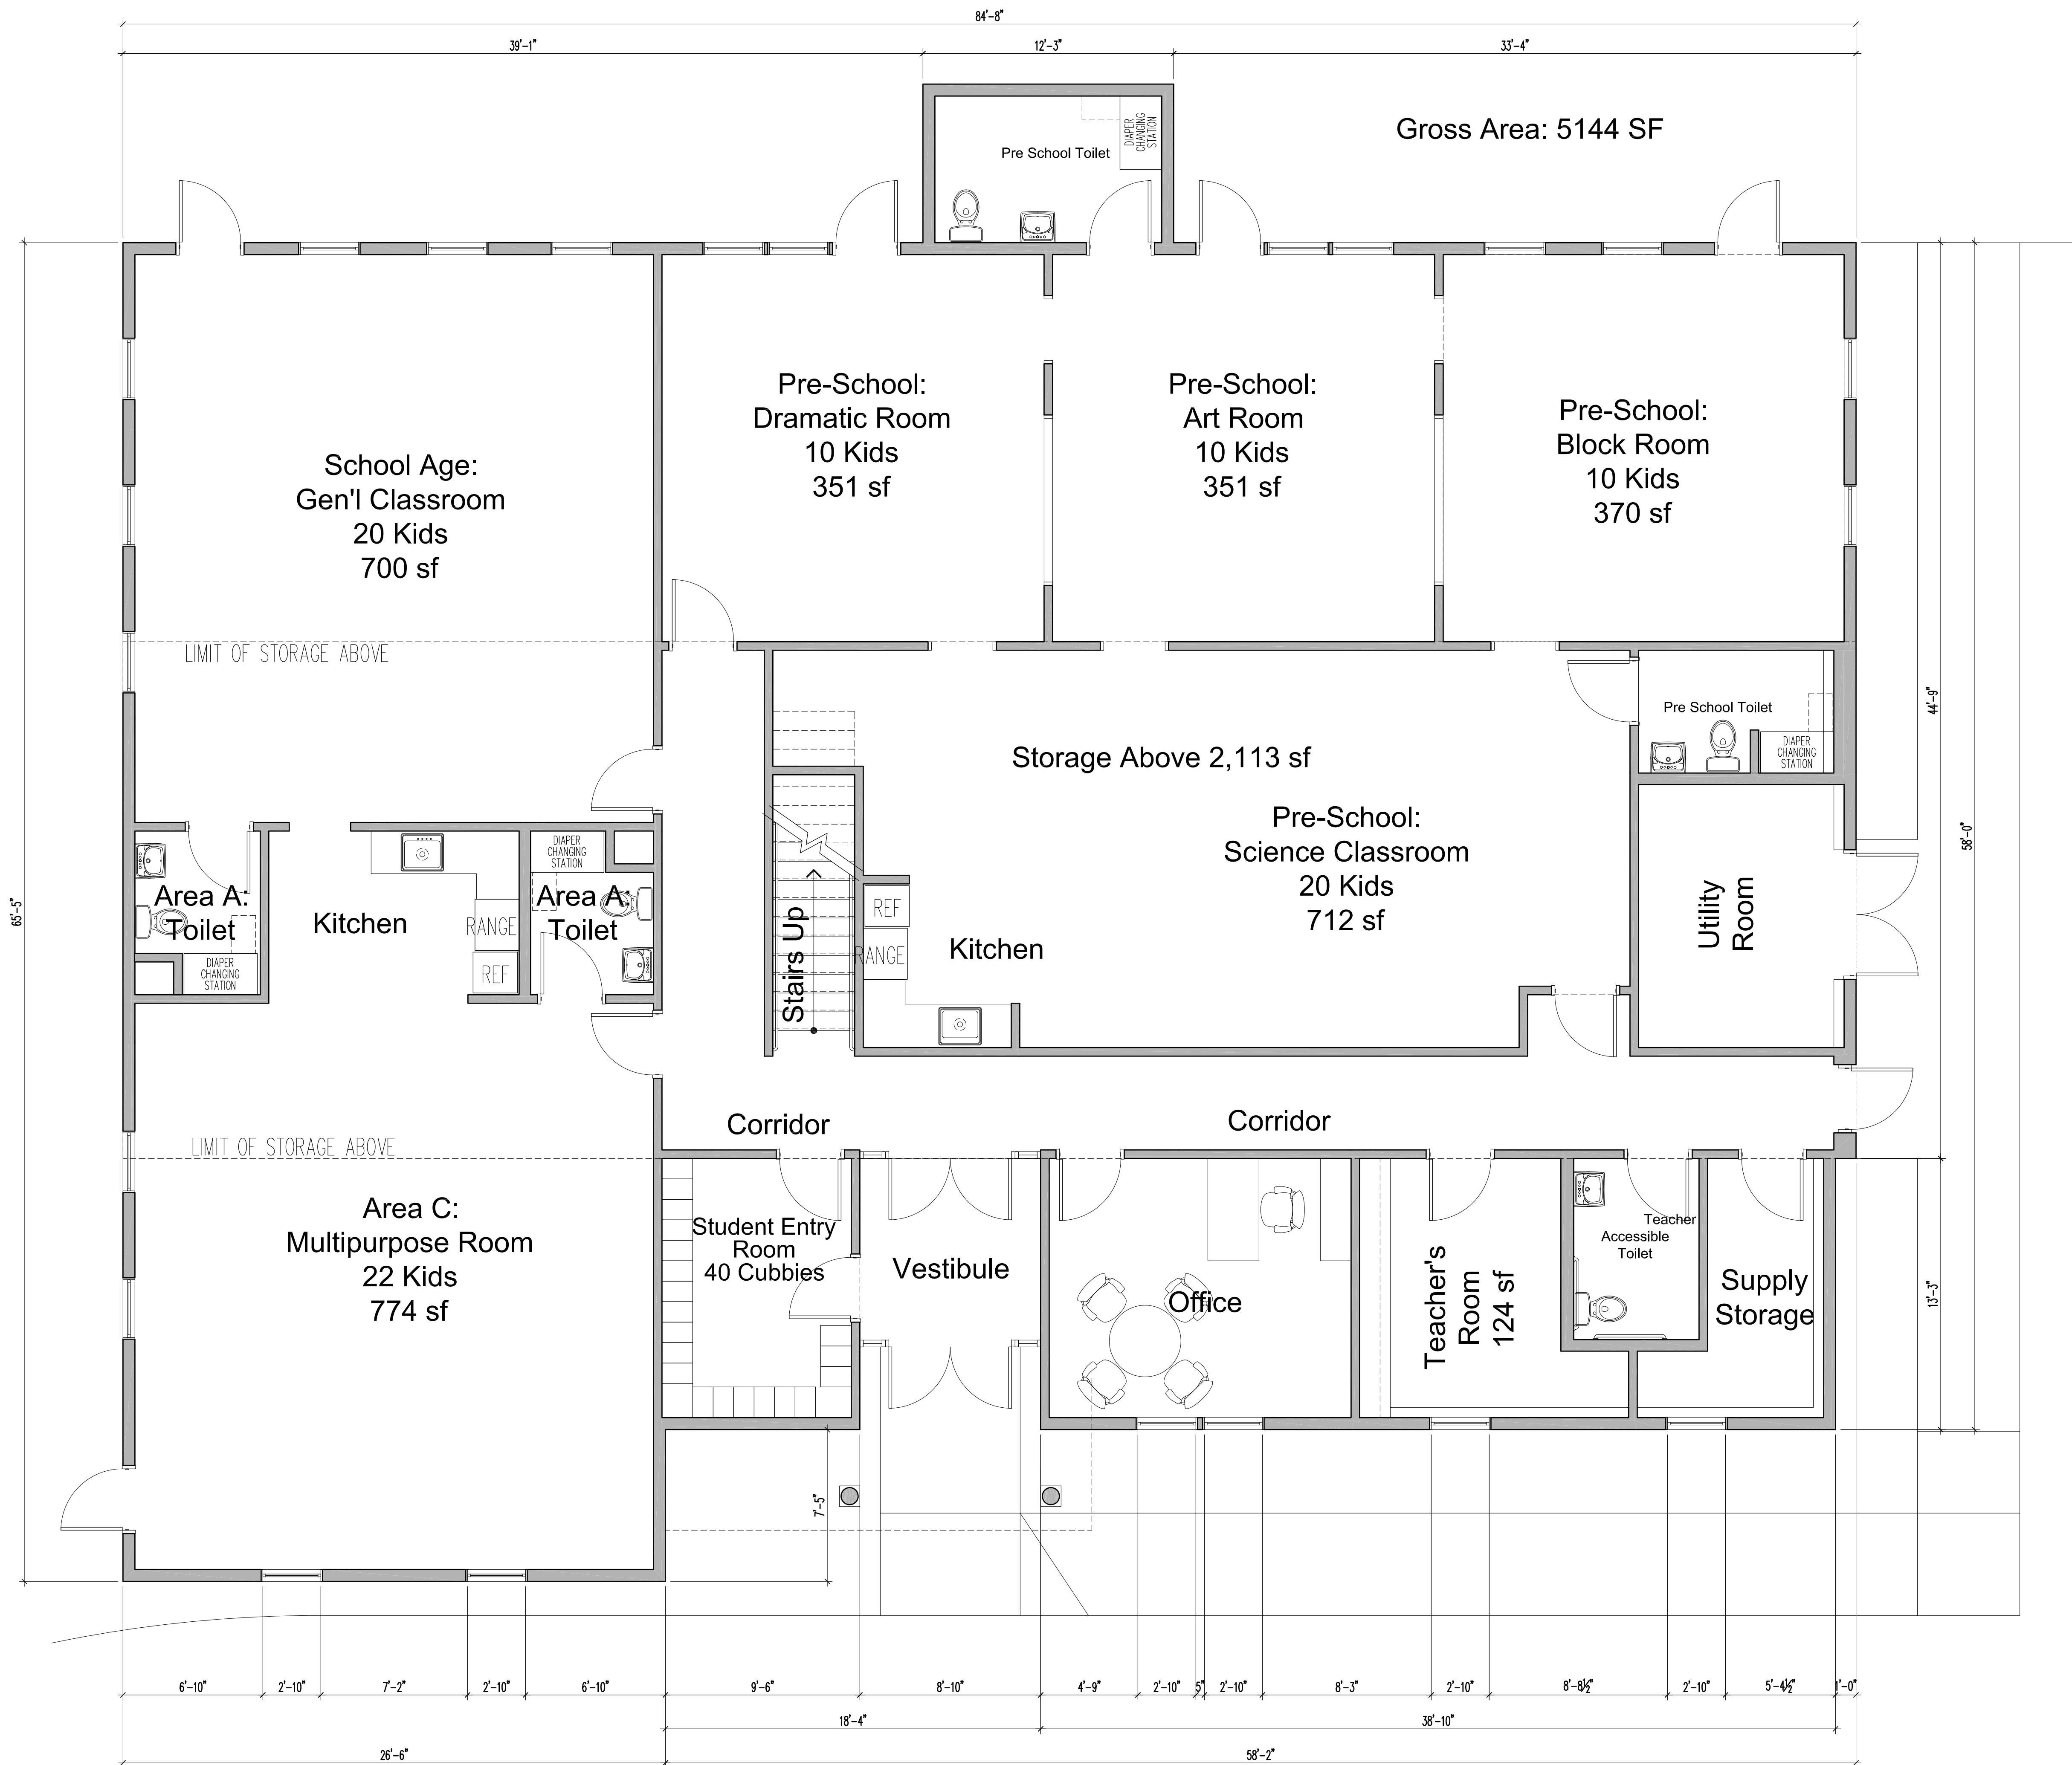 84'-8"
39'-1"
12'-3"
33'-4"
Gross Area: 5144 SF
Pre School Toilet
DIAPER
CHANGING
STATION
School Age:
Gen'l Classroom
20 Kids
700 sf
Pre-School:
Dramatic Room
10 Kids
351 sf
Pre-School:
Art Room
10 Kids
351 sf
Pre-School:
Block Room
10 Kids
370 sf
LIMIT OF STORAGE ABOVE
Storage Above 2,113 sf
Pre School Toilet
DIAPER
CHANGING
STATION
44'-9"
58'-0"
65'-5"
Pre-School:
Science Classroom
20 Kids
712 sf
Area A:
Toilet
DIAPER
CHANGING
STATION
Kitchen
RANGE
REF
DIAPER
CHANGING
STATION
Area A:
Toilet
Stairs Up
REF
RANGE
Kitchen
Utility
Room
Corridor
Corridor
LIMIT OF STORAGE ABOVE
Area C:
Multipurpose Room
22 Kids
774 sf
Student Entry
Room
40 Cubbies
Vestibule
Office
Teacher's
Room
124 sf
Teacher
Accessible
Toilet
Supply
Storage
13'-3"
7'-5"
6'-10"
2'-10"
7'-2"
2'-10"
6'-10"
9'-6"
8'-10"
4'-9"
2'-10"
5"
2'-10"
8'-3"
2'-10"
8'-8½"
2'-10"
5'-4½"
1'-0"
18'-4"
38'-10"
26'-6"
58'-2"